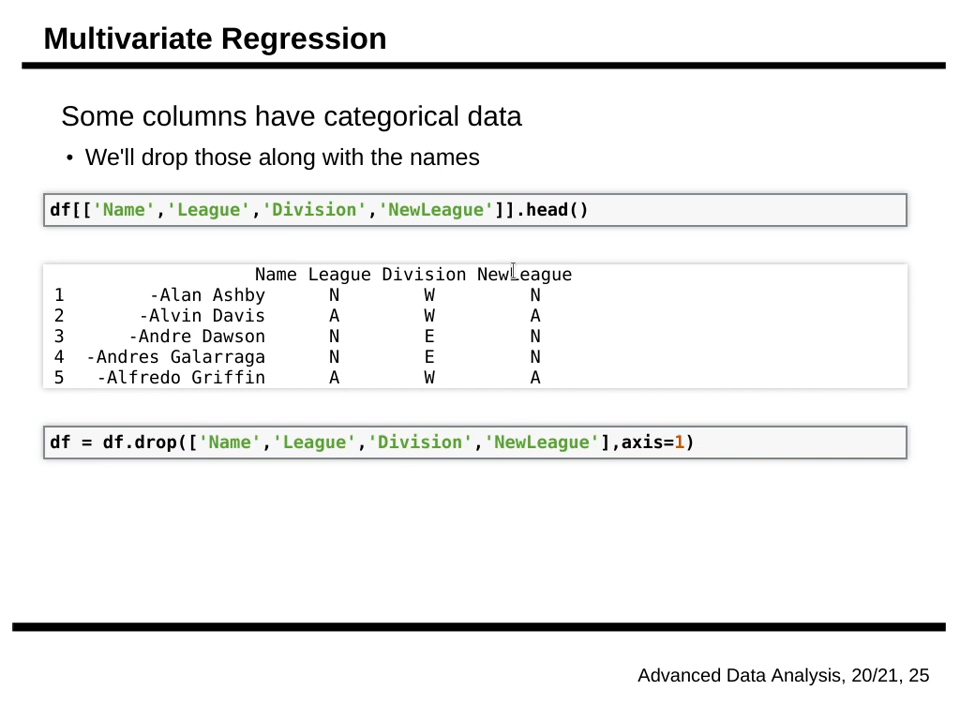 Multivariate Regression
Some columns have categorical data
• We'll drop those along with the names
df[['Name','League','Division','NewLeague']].head()
Name League Division NewLeague
1 -Alan Ashby N W N
2 -Alvin Davis A W A
3 -Andre Dawson N E N
4 -Andres Galarraga N E N
5 -Alfredo Griffin A W A
df = df.drop(['Name','League','Division','NewLeague'],axis=1)
Advanced Data Analysis, 20/21, 25